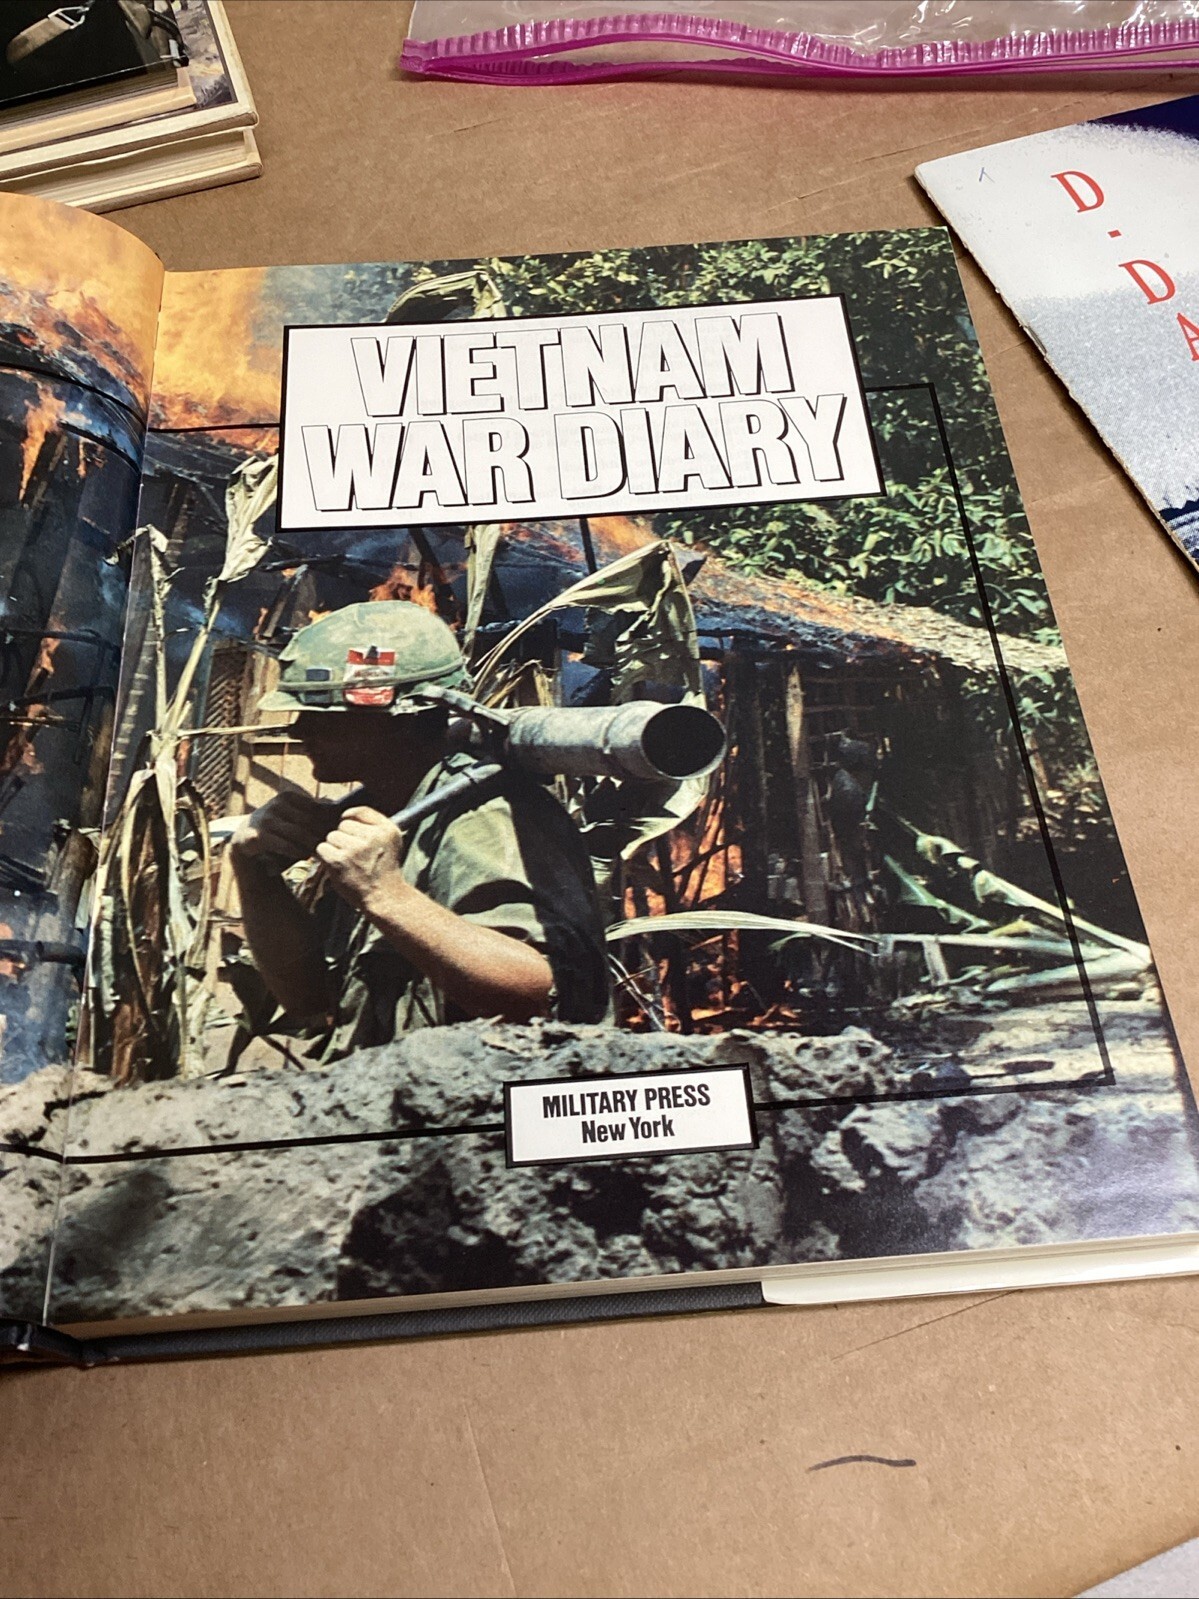 VIETNAM
WAR DIARY
MILITARY PRESS
New York
D.
D
A